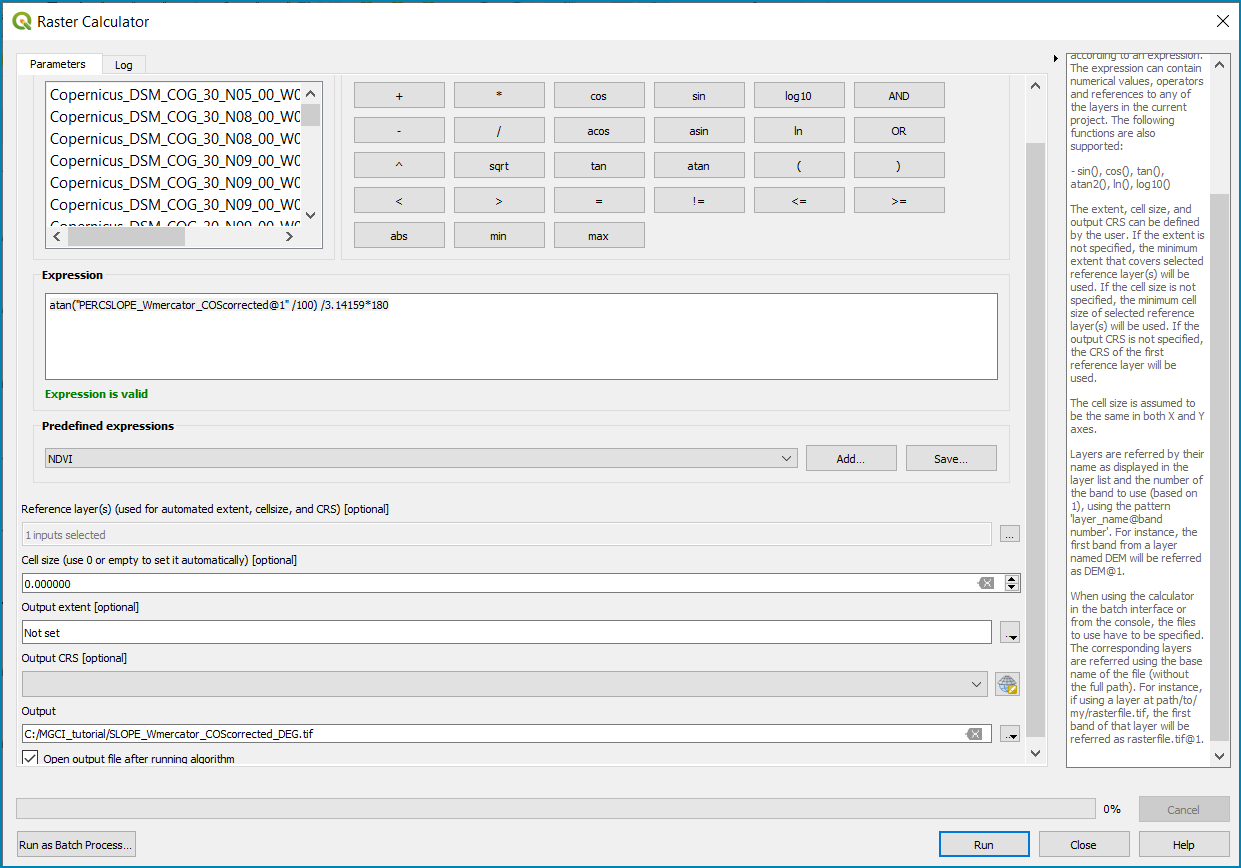 Raster Calculator
Parameters
Log
Copernicus_DSM_COG_30_N05_00_W0
Copernicus_DSM_COG_30_N08_00_W0
Copernicus_DSM_COG_30_N08_00_W0
Copernicus_DSM_COG_30_N09_00_W0
Copernicus_DSM_COG_30_N09_00_W0
Copernicus_DSM_COG_30_N09_00_W0
Copernicus_DSM_COG_30_N09_00_W0
+ * cos sin log10 AND
- / acos asin ln OR
^ sqrt tan atan ( )
< > = != <= >=
abs min max
Expression
atan("PERCSLOPE_Wmercator_COScorrected@1" /100) /3.14159*180
Expression is valid
Predefined expressions
NDVI
Add...
Save...
Reference layer(s) (used for automated extent, cellsize, and CRS) [optional]
1 inputs selected
...
Cell size (use 0 or empty to set it automatically) [optional]
0.000000
Output extent [optional]
Not set
Output CRS [optional]
Output
C:/MGCI_tutorial/SLOPE_Wmercator_COScorrected_DEG.tif
Open output file after running algorithm
according to an expression.
The expression can contain
numerical values, operators
and references to any of
the layers in the current
project. The following
functions are also
supported:
- sin(), cos(), tan(),
atan2(), ln(), log10()
The extent, cell size, and
output CRS can be defined
by the user. If the extent is
not specified, the minimum
extent that covers selected
reference layer(s) will be
used. If the cell size is not
specified, the minimum cell
size of selected reference
layer(s) will be used. If the
output CRS is not specified,
the CRS of the first
reference layer will be
used.
The cell size is assumed to
be the same in both X and Y
axes.
Layers are referred by their
name as displayed in the
layer list and the number of
the band to use (based on
1), using the pattern
'layer_name@band
number'. For instance, the
first band from a layer
named DEM will be referred
as DEM@1.
When using the calculator
in the batch interface or
from the console, the files
to use have to be specified.
The corresponding layers
are referred using the base
name of the file (without
the full path). For instance,
if using a layer at path/to/
my/rasterfile.tif, the first
band of that layer will be
referred as rasterfile.tif@1.
0%
Cancel
Run as Batch Process...
Run
Close
Help